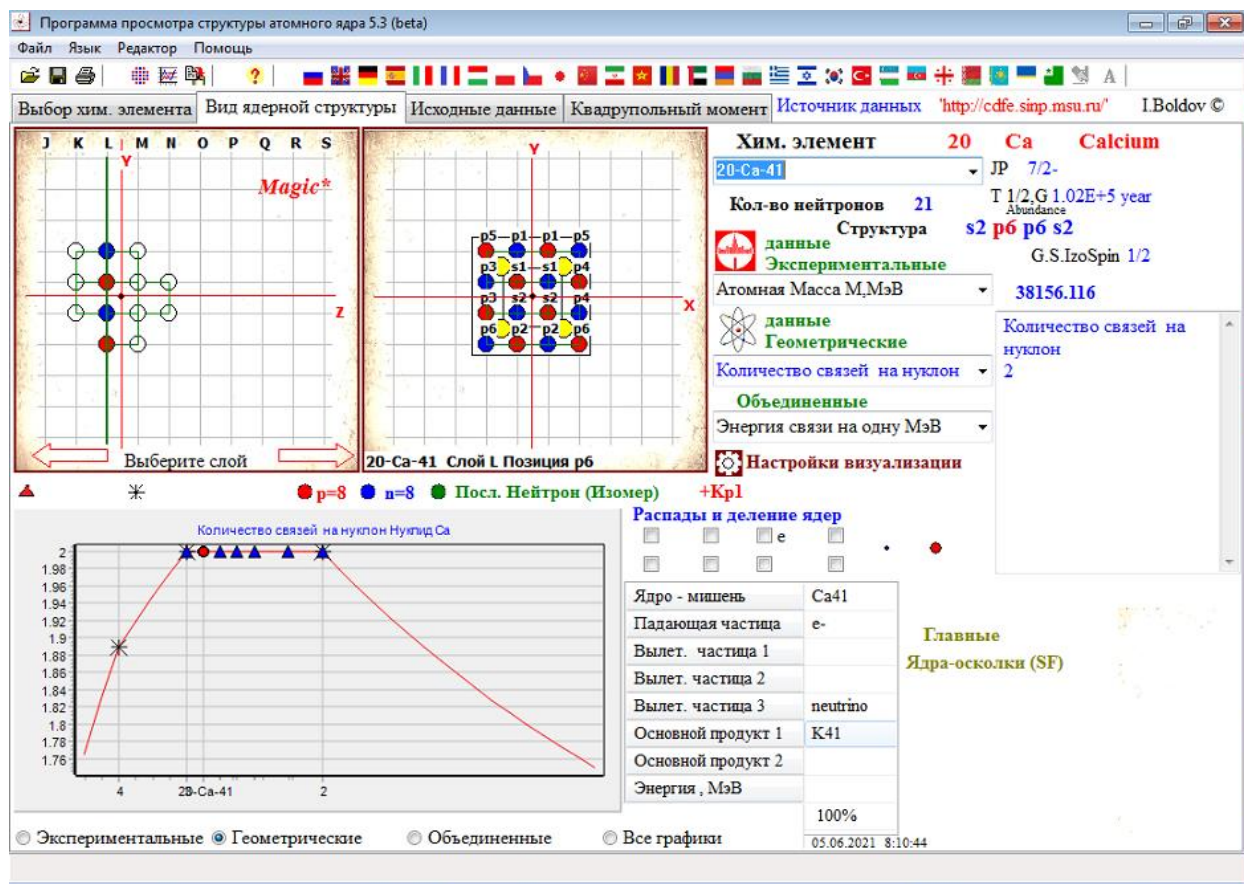 Программа просмотра структуры атомного ядра 5.3 (beta)
Файл Язык Редактор Помощь
Выбор хим. элемента Вид ядерной структуры Исходные данные Квадрупольный момент Источник данных 'http://cdfe.sinp.msu.ru/' I.Boldov ©
J K L M N O P Q R S
Y
Magic*
Z
Выберите слой
Y
p5 p1 p1 p5
p3 s1 s1 p4
p3 s2 s2 p4
X
p6 p2 p2 p6
20-Ca-41 Слой L Позиция p6
Хим. элемент 20 Ca Calcium
20-Ca-41 JP 7/2-
Кол-во нейтронов 21 T 1/2,G 1.02E+5 year
Abundance
Структура s2 p6 p6 s2
данные
Экспериментальные G.S.IzoSpin 1/2
Атомная Масса М,МэВ 38156.116
данные
Геометрические
Количество связей на нуклон
Количество связей на
нуклон
2
Объединенные
Энергия связи на одну МэВ
Настройки визуализации
p=8 n=8 Посл. Нейтрон (Изомер) +Kp1
Количество связей на нуклон Нуклид Ca
2
1.98
1.96
1.94
1.92
1.9
1.88
1.86
1.84
1.82
1.8
1.78
1.76
4 20-Ca-41 2
Распады и деление ядер
e
Ядро - мишень Ca41
Падающая частица e-
Вылет. частица 1
Вылет. частица 2
Вылет. частица 3 neutrino
Основной продукт 1 K41
Основной продукт 2
Энергия , МэВ
100%
Главные
Ядра-осколки (SF)
Экспериментальные Геометрические Объединенные Все графики
05.06.2021 8:10:44